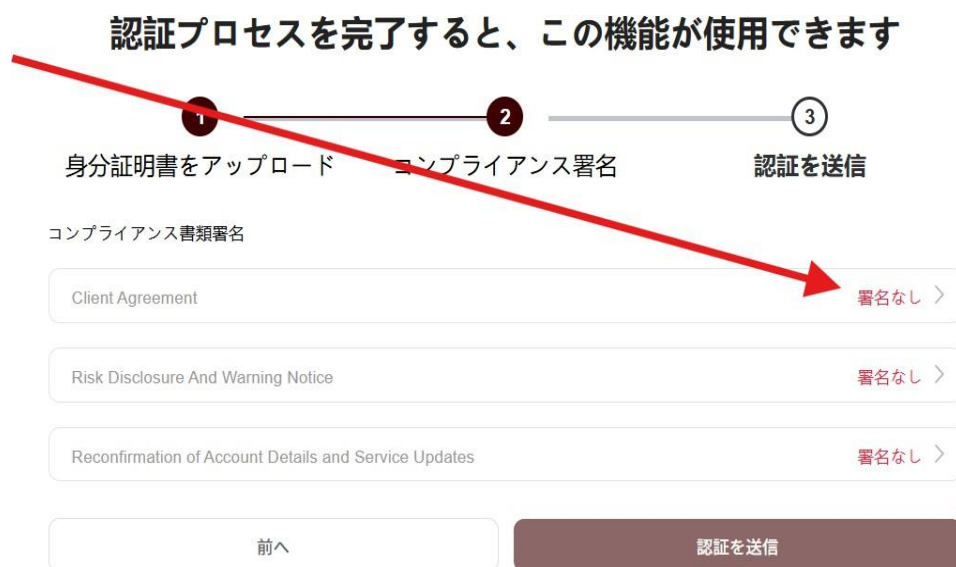 認証プロセスを完了すると、この機能が使用できます
1
2
3
身分証明書をアップロード
コンプライアンス署名
認証を送信
コンプライアンス書類署名
Client Agreement
署名なし
Risk Disclosure And Warning Notice
署名なし
Reconfirmation of Account Details and Service Updates
署名なし
前へ
認証を送信